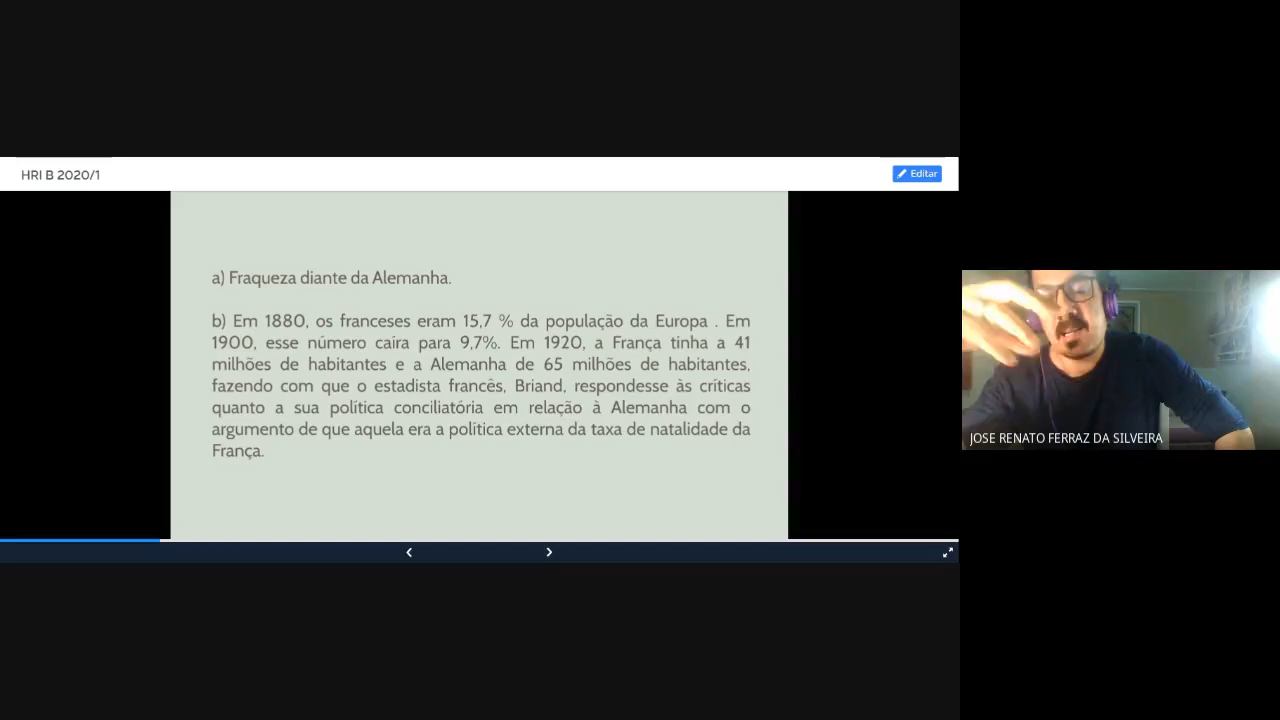 HRI B 2020/1
Editar
a) Fraqueza diante da Alemanha.
b) Em 1880, os franceses eram 15,7 % da população da Europa . Em
1900, esse número caíra para 9,7%. Em 1920, a França tinha a 41
milhões de habitantes e a Alemanha de 65 milhões de habitantes,
fazendo com que o estadista francês, Briand, respondesse às críticas
quanto a sua política conciliatória em relação à Alemanha com o
argumento de que aquela era a política externa da taxa de natalidade da
França.
JOSE RENATO FERRAZ DA SILVEIRA